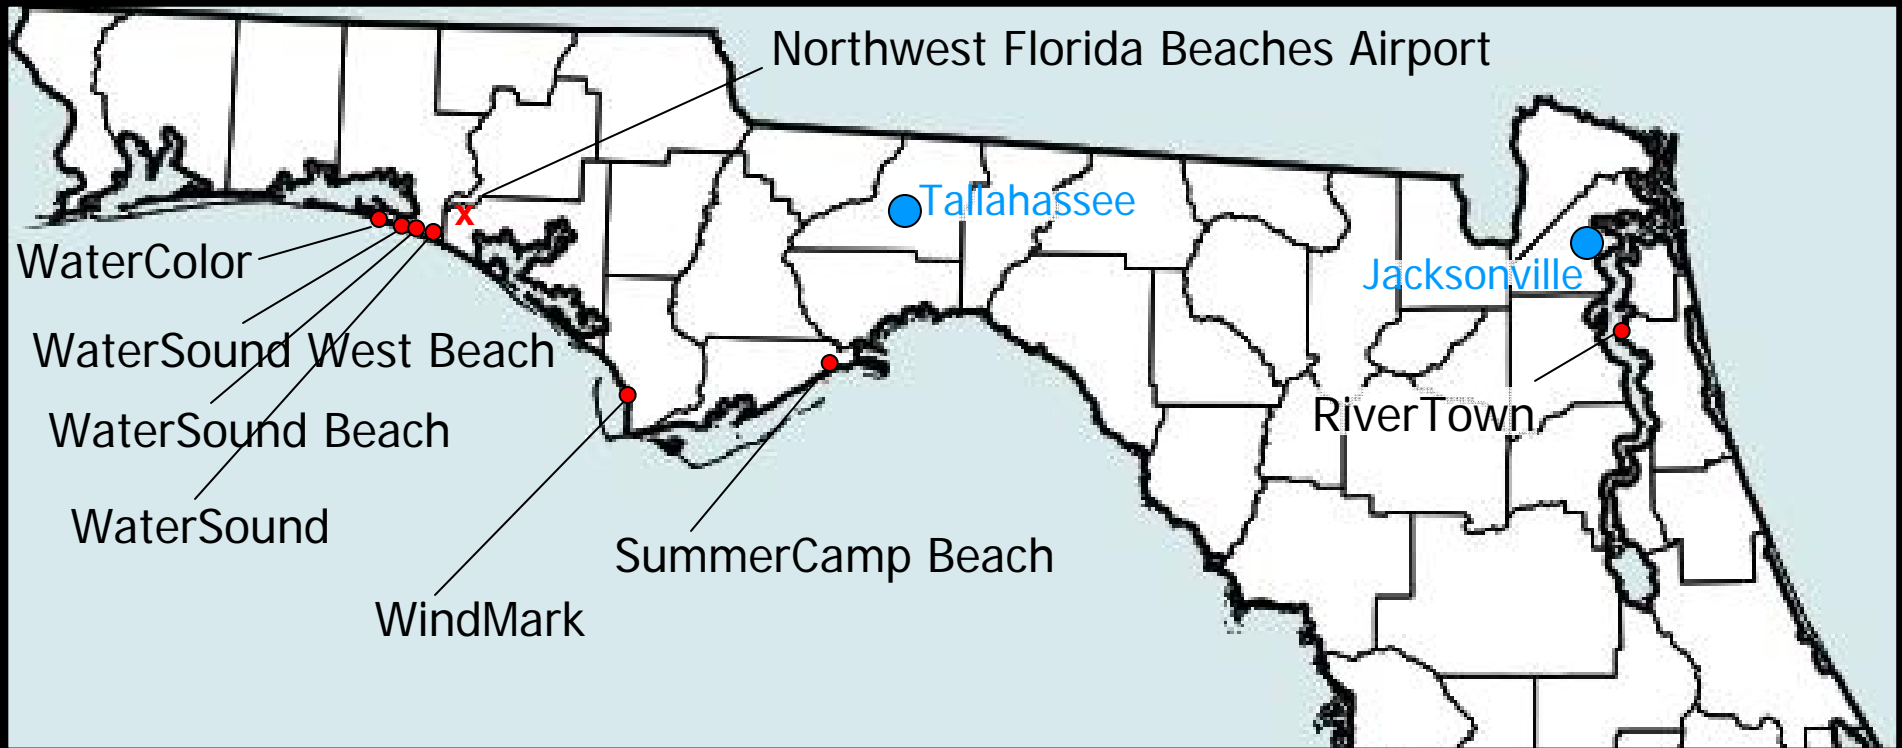 Northwest Florida Beaches Airport
x
Tallahassee
WaterColor
Jacksonville
WaterSound West Beach
RiverTown
WaterSound Beach
WaterSound
SummerCamp Beach
WindMark